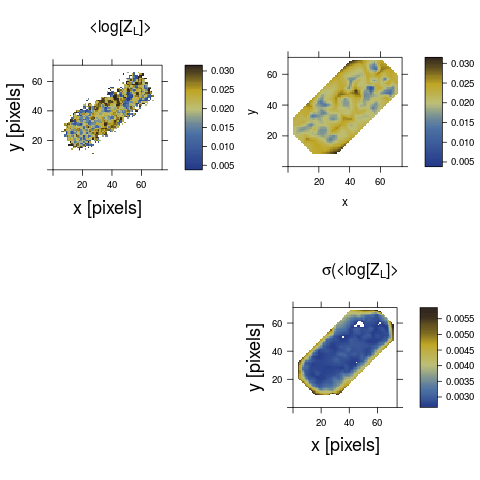 <log[Z_L]>
60
40
20
20 40 60
x [pixels]
y [pixels]
0.030
0.025
0.020
0.015
0.010
0.005
60
40
20
20 40 60
x
y
0.030
0.025
0.020
0.015
0.010
0.005
σ(<log[Z_L]>
60
40
20
20 40 60
x [pixels]
y [pixels]
0.0055
0.0050
0.0045
0.0040
0.0035
0.0030